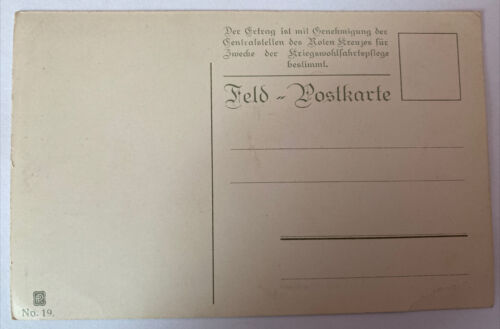 Der Ertrag ist mit Genehmigung der
Centralstellen des Roten Kreuzes für
Zwecke der Kriegswohlfahrtspflege
bestimmt.
Feld - Postkarte
No. 19.